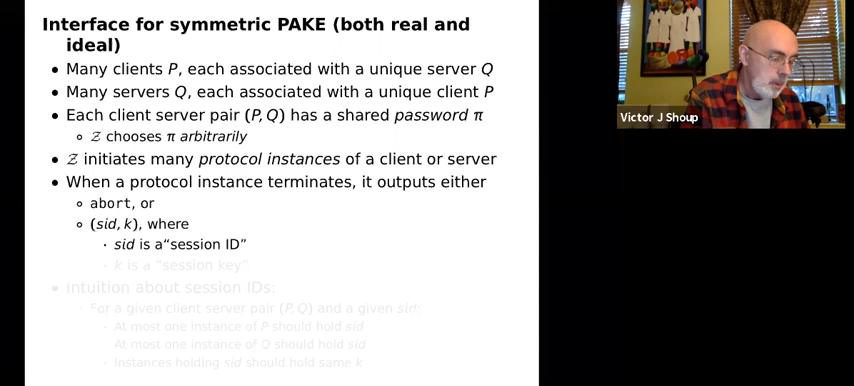 Interface for symmetric PAKE (both real and
ideal)
• Many clients P, each associated with a unique server Q
• Many servers Q, each associated with a unique client P
• Each client server pair (P, Q) has a shared password π
∘ 𝒵 chooses π arbitrarily
• 𝒵 initiates many protocol instances of a client or server
• When a protocol instance terminates, it outputs either
∘ abort, or
∘ (sid, k), where
· sid is a“session ID”
· k is a “session key”
• intuition about session IDs:
· For a given client server pair (P, Q) and a given sid:
· At most one instance of P should hold sid
At most one instance of Q should hold sid
· Instances holding sid should hold same k
Victor J Shoup